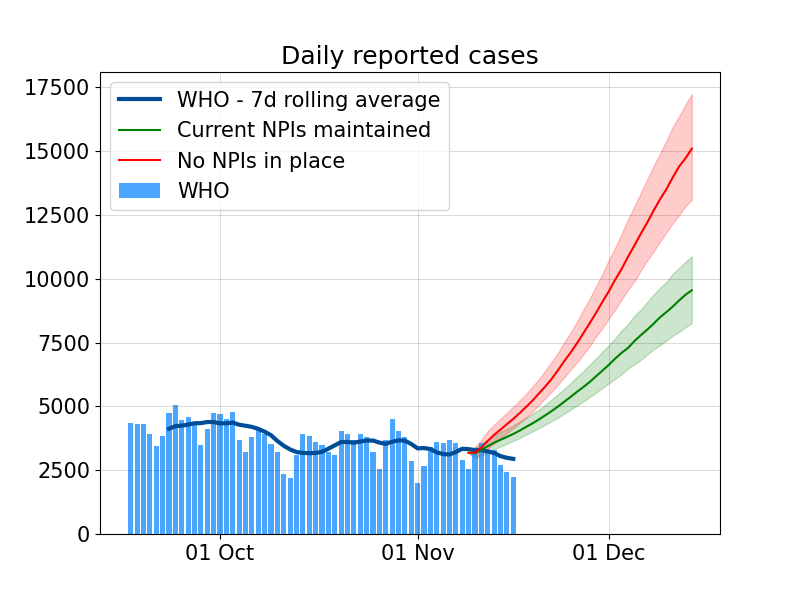 Daily reported cases
17500
15000
12500
10000
7500
5000
2500
0
WHO - 7d rolling average
Current NPIs maintained
No NPIs in place
WHO
01 Oct
01 Nov
01 Dec